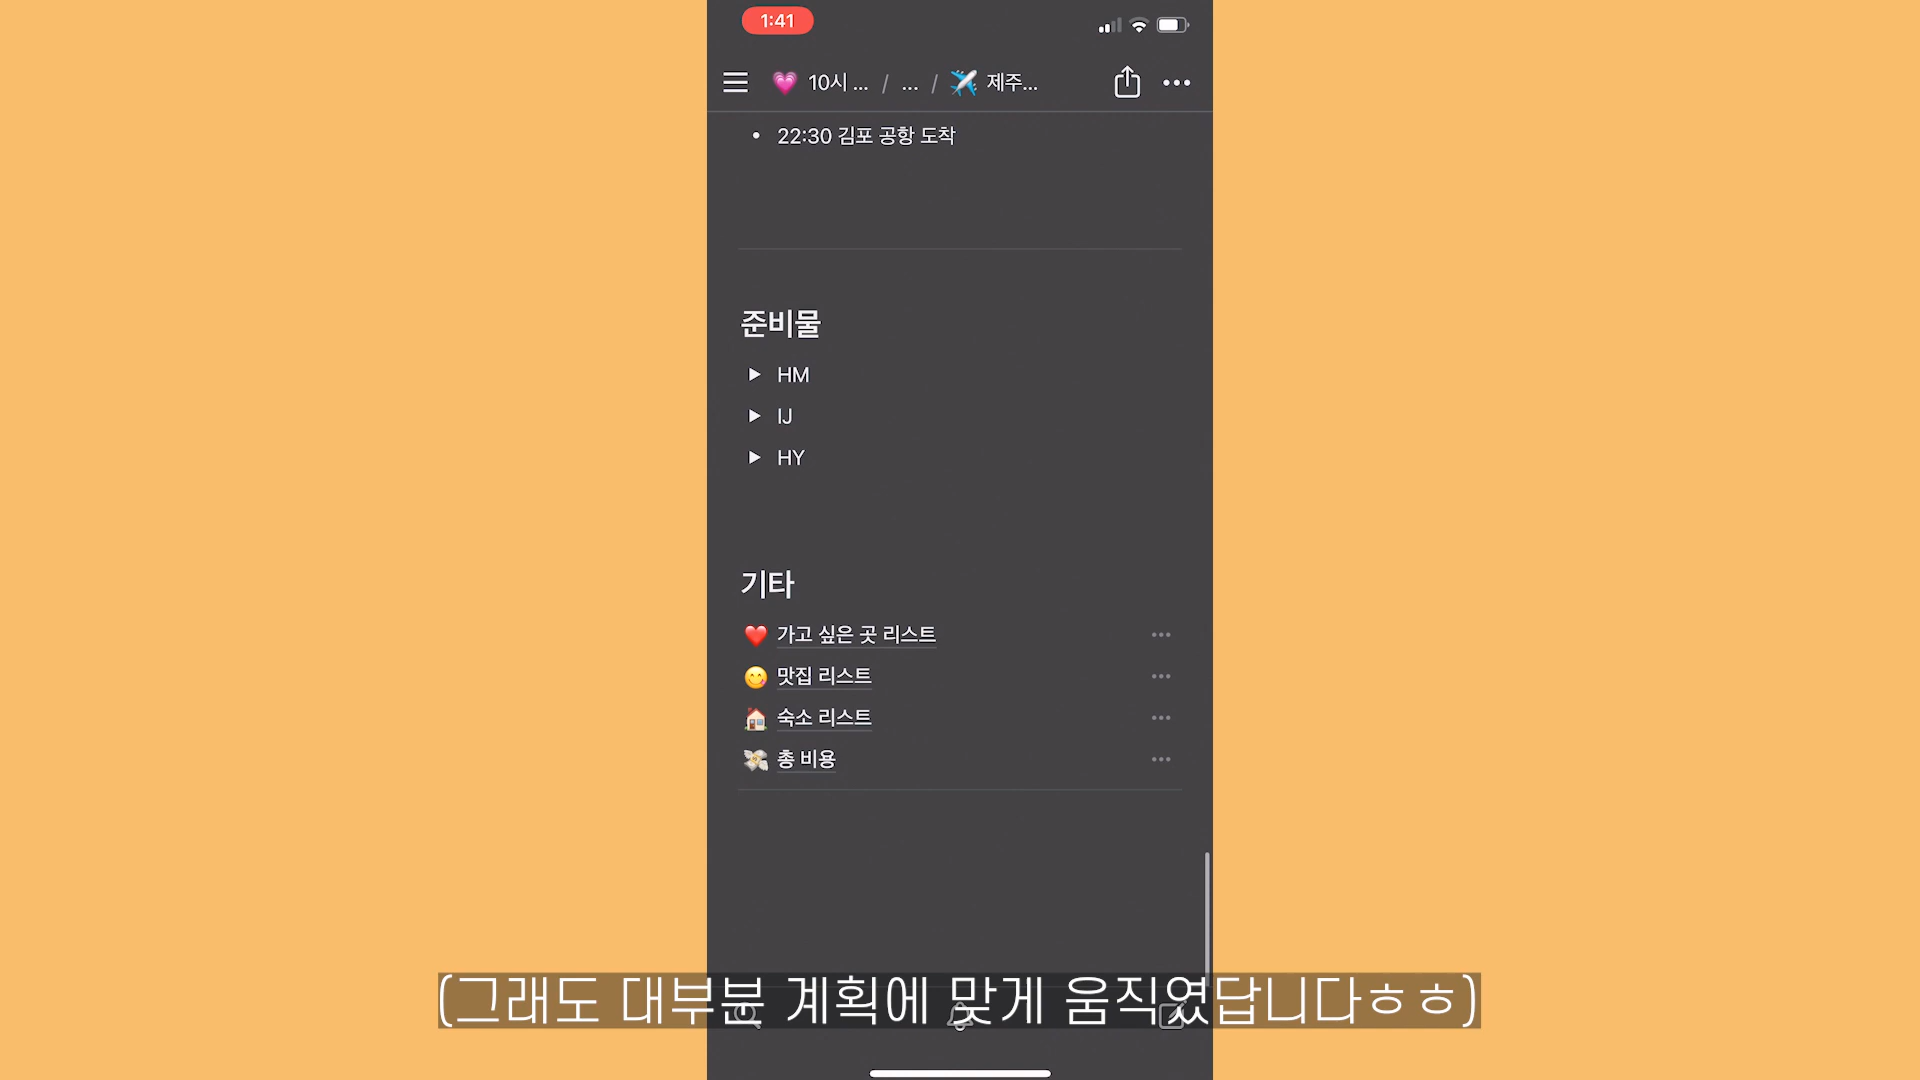 1:41
10시 ... / ... / 제주...
22:30 김포 공항 도착
준비물
HM
IJ
HY
기타
가고 싶은 곳 리스트
맛집 리스트
숙소 리스트
총 비용
(그래도 대부분 계획에 맞게 움직였답니다ㅎㅎ)